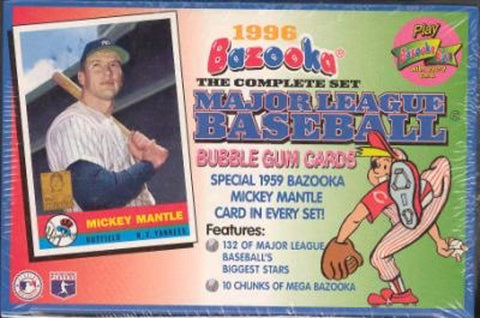 1996
Bazooka®
THE COMPLETE SET
MAJOR LEAGUE
BASEBALL
BUBBLE GUM CARDS
SPECIAL 1959 BAZOOKA
MICKEY MANTLE
CARD IN EVERY SET!
Features:
132 OF MAJOR LEAGUE
BASEBALL'S
BIGGEST STARS
10 CHUNKS OF MEGA BAZOOKA
Play
Bazooka
MICKEY MANTLE
OUTFIELD N. Y. YANKEES